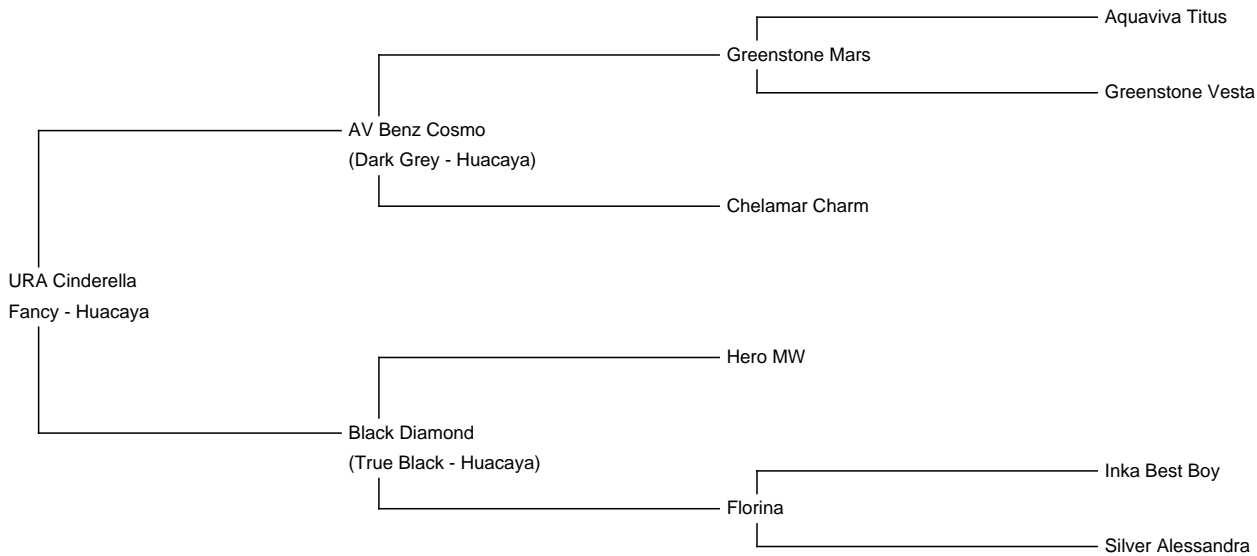 Aquaviva Titus
Greenstone Mars
Greenstone Vesta
AV Benz Cosmo
(Dark Grey - Huacaya)
Chelamar Charm
URA Cinderella
Fancy - Huacaya
Hero MW
Black Diamond
(True Black - Huacaya)
Inka Best Boy
Florina
Silver Alessandra